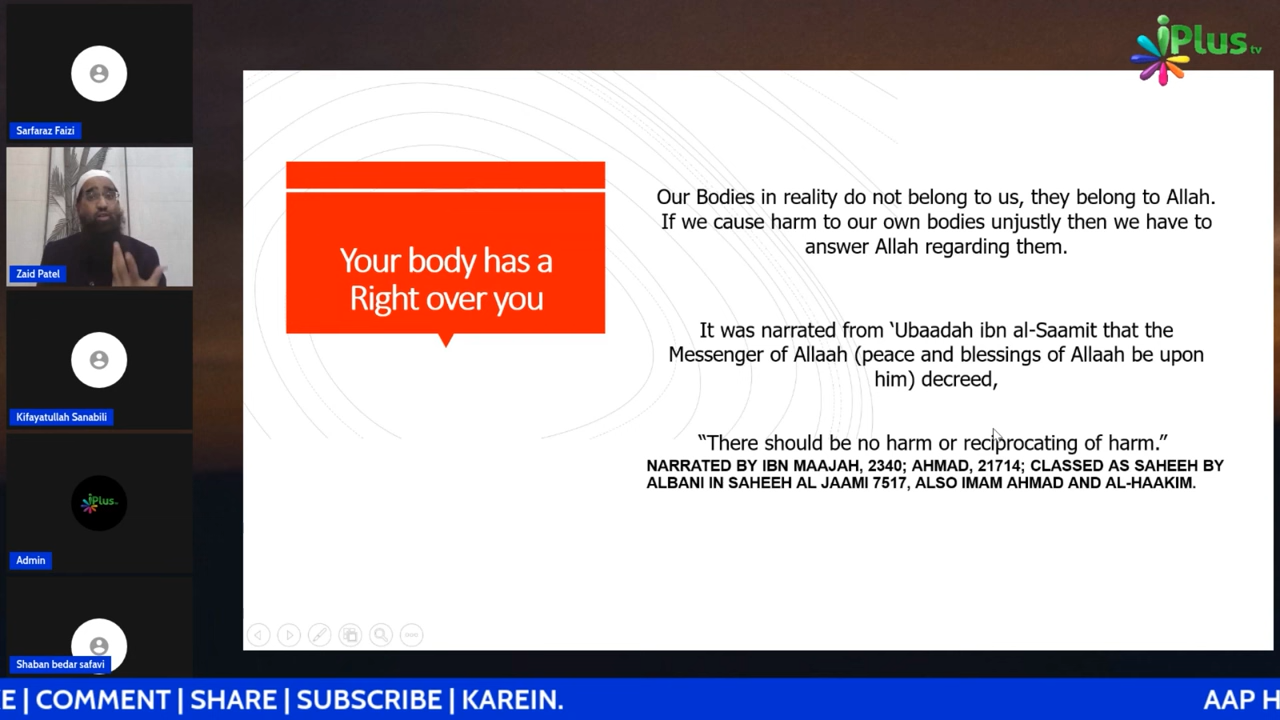 iPlus tv
Sarfaraz Faizi
Zaid Patel
Kifayatullah Sanabili
iPlus
Admin
Shaban bedar safavi
Your body has a
Right over you
Our Bodies in reality do not belong to us, they belong to Allah.
If we cause harm to our own bodies unjustly then we have to
answer Allah regarding them.
It was narrated from ‘Ubaadah ibn al-Saamit that the
Messenger of Allaah (peace and blessings of Allaah be upon
him) decreed,
“There should be no harm or reciprocating of harm.”
NARRATED BY IBN MAAJAH, 2340; AHMAD, 21714; CLASSED AS SAHEEH BY
ALBANI IN SAHEEH AL JAAMI 7517, ALSO IMAM AHMAD AND AL-HAAKIM.
E | COMMENT | SHARE | SUBSCRIBE | KAREIN. AAP H